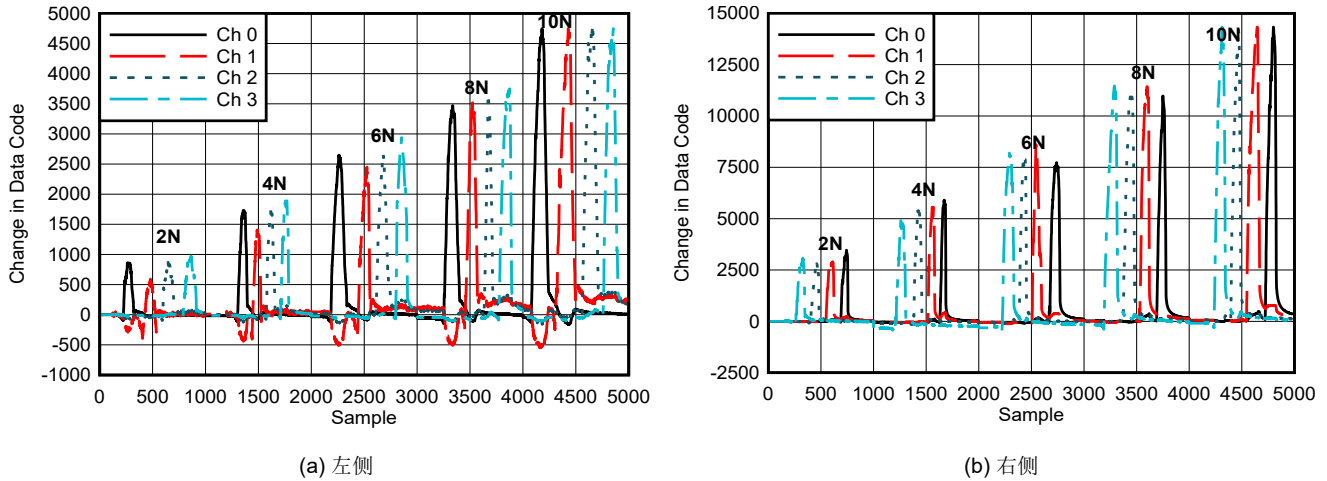 5000
4500
4000
3500
3000
2500
2000
1500
1000
500
0
-500
-1000
Change in Data Code
Ch 0
Ch 1
Ch 2
Ch 3
2N
4N
6N
8N
10N
0 500 1000 1500 2000 2500 3000 3500 4000 4500 5000
Sample
(a) 左侧
15000
12500
10000
7500
5000
2500
0
-2500
Change in Data Code
Ch 0
Ch 1
Ch 2
Ch 3
2N
4N
6N
8N
10N
0 500 1000 1500 2000 2500 3000 3500 4000 4500 5000
Sample
(b) 右侧